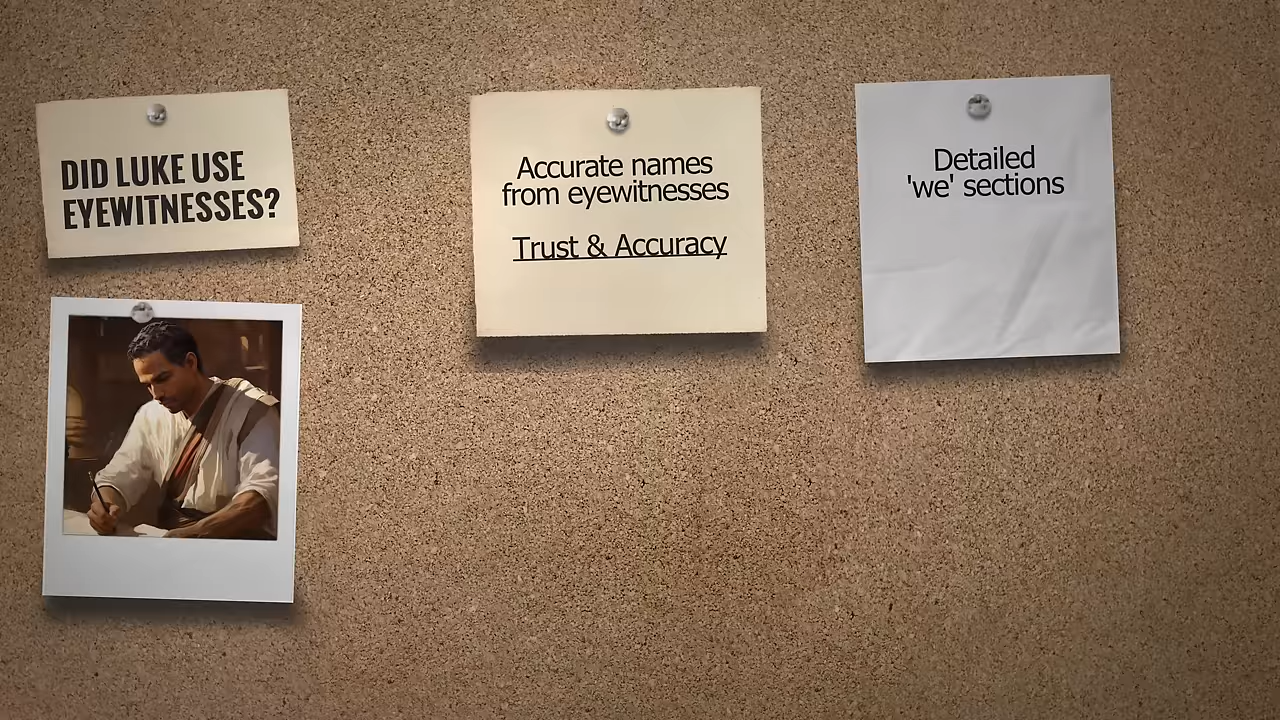 DID LUKE USE
EYEWITNESSES?
Accurate names
from eyewitnesses
Trust & Accuracy
Detailed
'we' sections